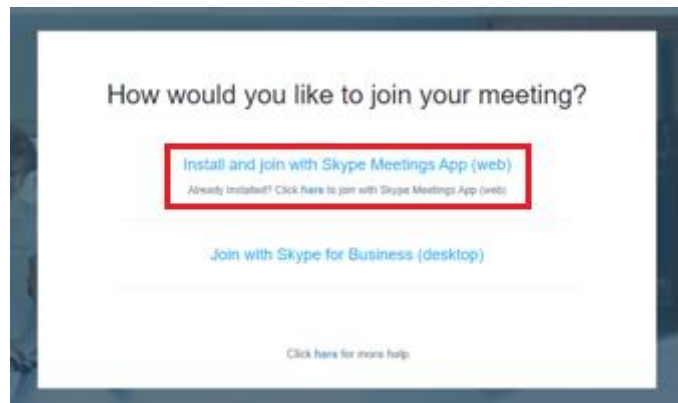 How would you like to join your meeting?
Install and join with Skype Meetings App (web)
Already installed? Click here to join with Skype Meetings App (web)
Join with Skype for Business (desktop)
Click here for more help